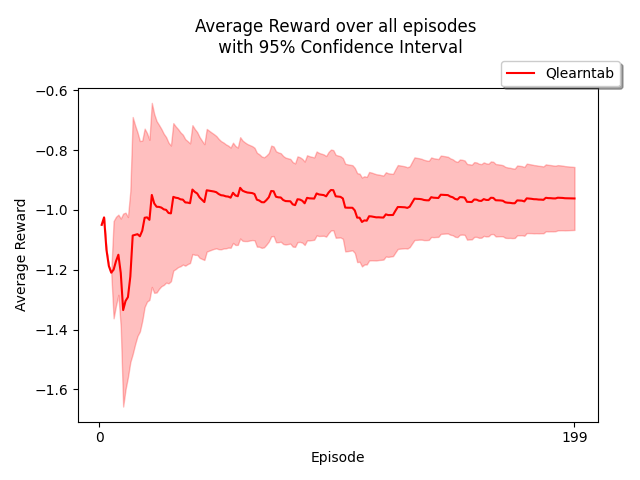 Average Reward over all episodes
with 95% Confidence Interval
Qlearntab
−0.6
−0.8
−1.0
−1.2
−1.4
−1.6
Average Reward
0
199
Episode